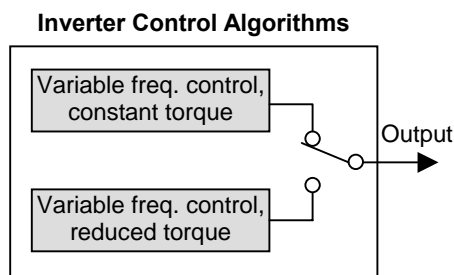 Inverter Control Algorithms
Variable freq. control,
constant torque
Output
Variable freq. control,
reduced torque